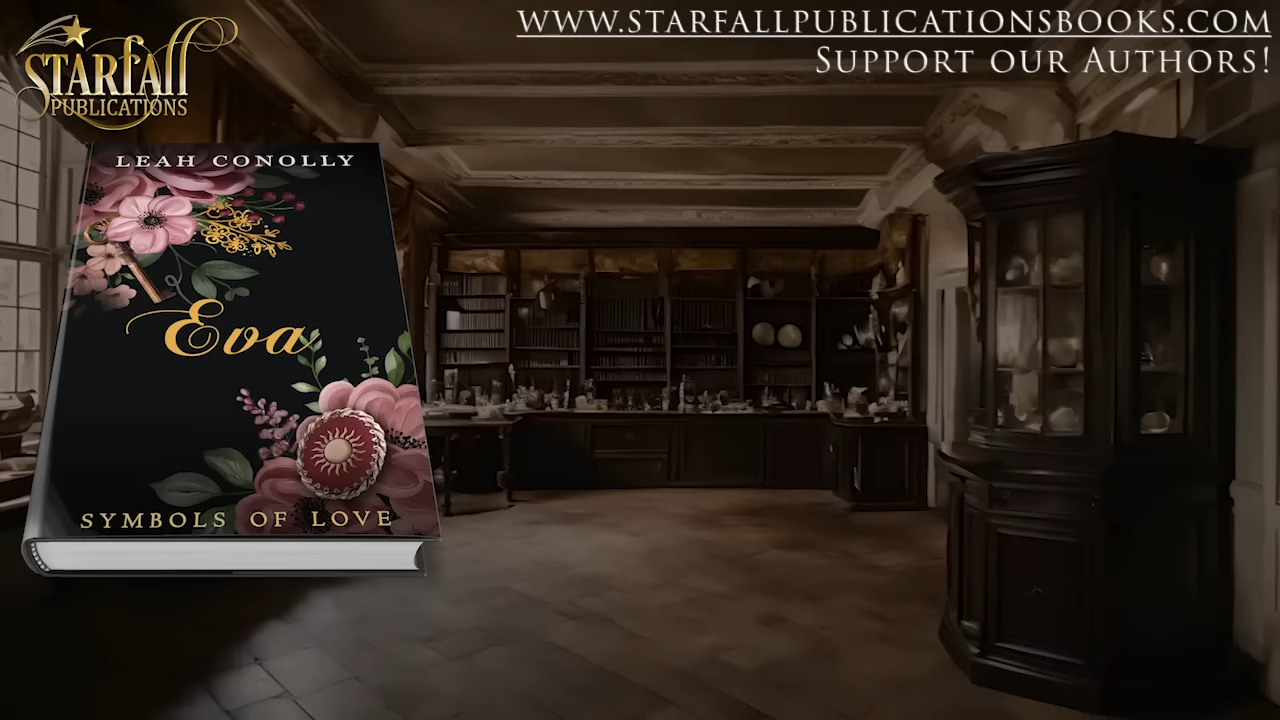 STARfall
PUBLICATIONS
WWW.STARFALLPUBLICATIONSBOOKS.COM
SUPPORT OUR AUTHORS!
LEAH CONOLLY
Eva
SYMBOLS OF LOVE